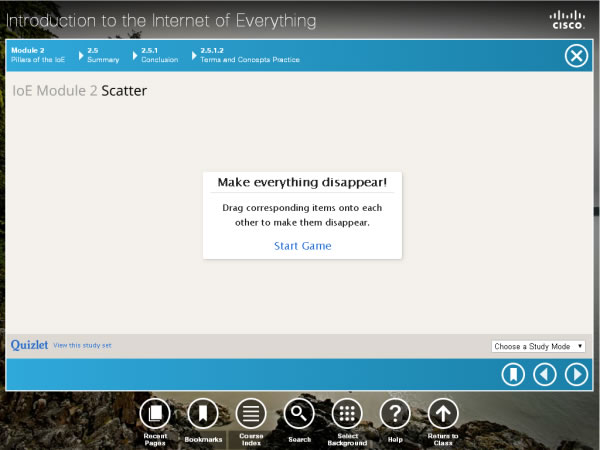 Introduction to the Internet of Everything
CISCO
Module 2
Pillars of the IoE
2.5
Summary
2.5.1
Conclusion
2.5.1.2
Terms and Concepts Practice
IoE Module 2 Scatter
Make everything disappear!
Drag corresponding items onto each
other to make them disappear.
Start Game
Quizlet View this study set
Choose a Study Mode
Recent
Pages
Bookmarks
Course
Index
Search
Select
Background
Help
Return to
Class